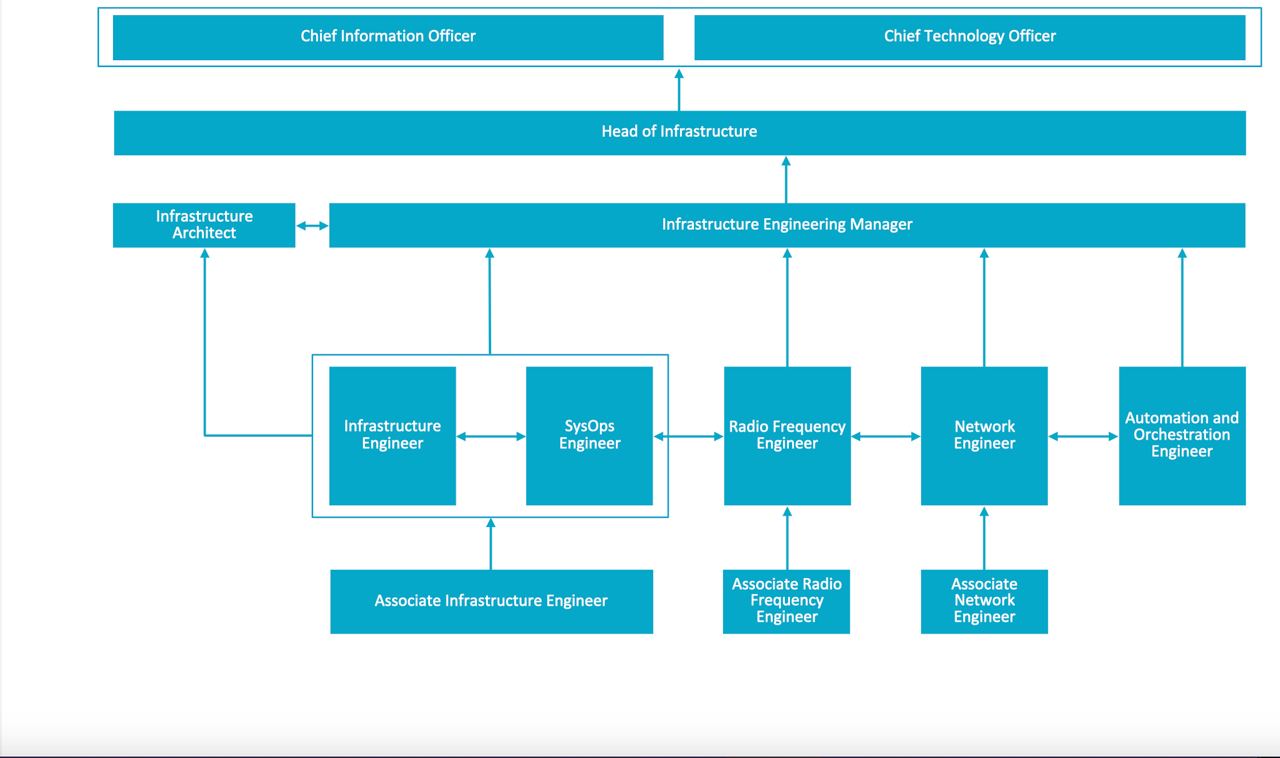 Chief Information Officer
Chief Technology Officer
Head of Infrastructure
Infrastructure
Architect
Infrastructure Engineering Manager
Infrastructure
Engineer
SysOps
Engineer
Radio Frequency
Engineer
Network
Engineer
Automation and
Orchestration
Engineer
Associate Infrastructure Engineer
Associate Radio
Frequency
Engineer
Associate
Network
Engineer